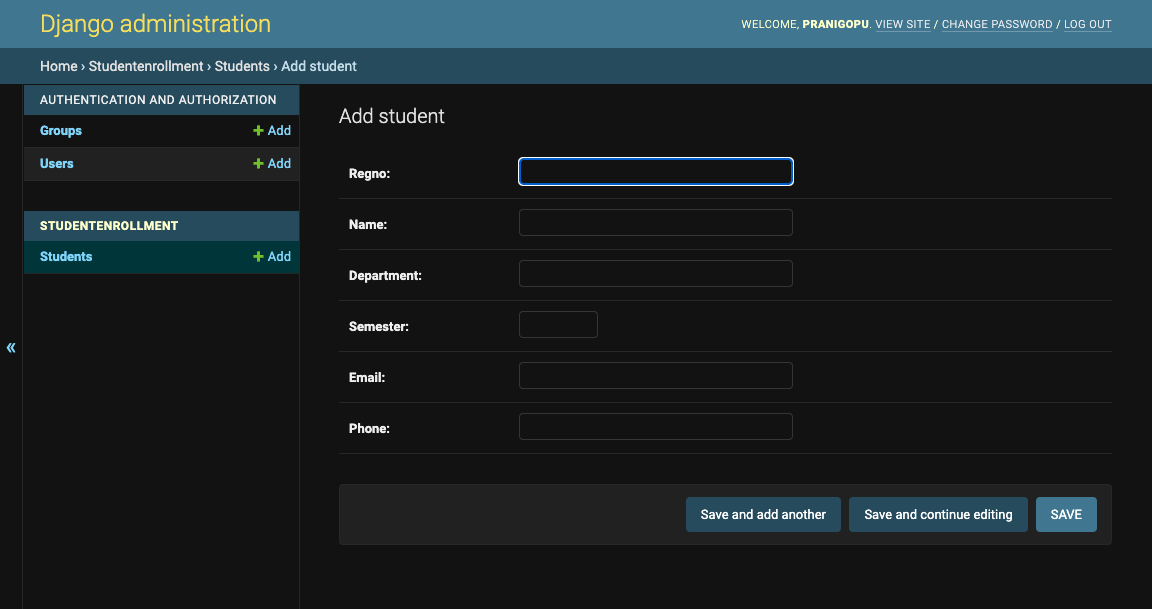 Django administration
WELCOME, PRANIGOPU. VIEW SITE / CHANGE PASSWORD / LOG OUT
Home › Studentenrollment › Students › Add student
AUTHENTICATION AND AUTHORIZATION
Groups + Add
Users + Add
STUDENTENROLLMENT
Students + Add
«
Add student
Regno:
Name:
Department:
Semester:
Email:
Phone:
Save and add another
Save and continue editing
SAVE